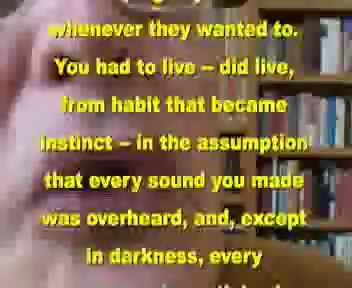 whenever they wanted to.
You had to live – did live,
from habit that became
instinct – in the assumption
that every sound you made
was overheard, and, except
in darkness, every